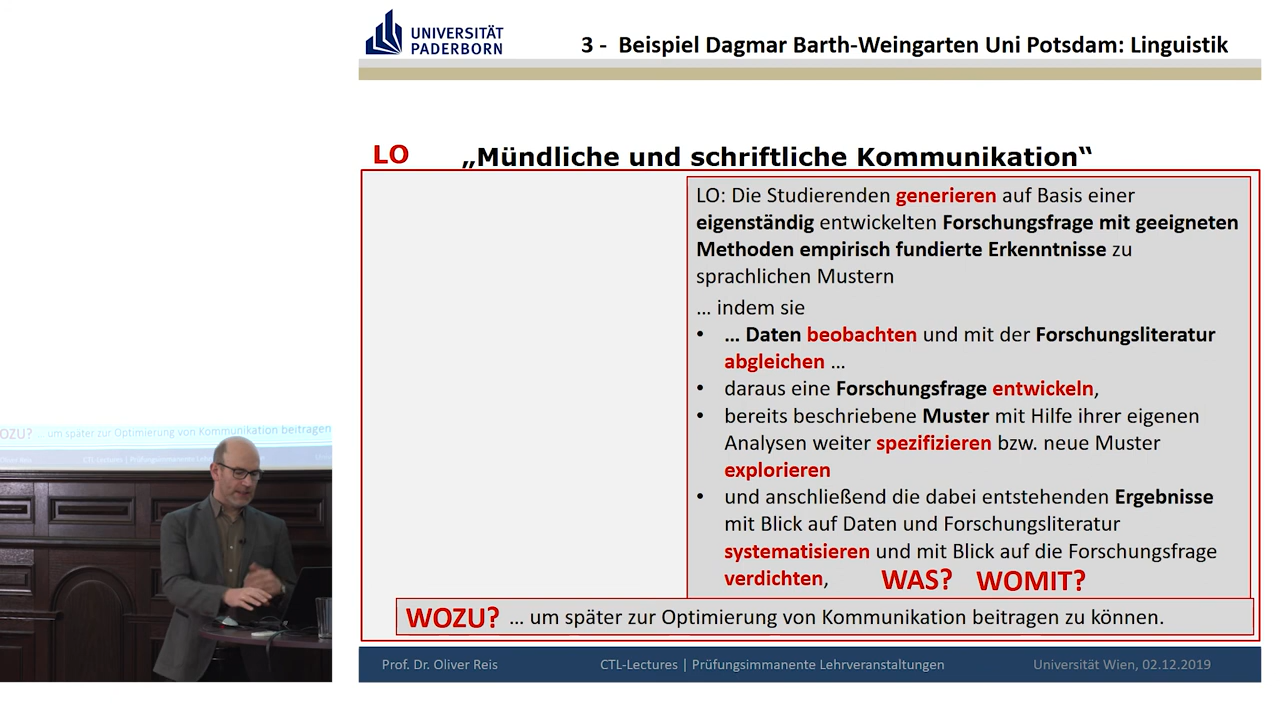 UNIVERSITÄT
PADERBORN
3 - Beispiel Dagmar Barth-Weingarten Uni Potsdam: Linguistik
LO „Mündliche und schriftliche Kommunikation“
LO: Die Studierenden generieren auf Basis einer
eigenständig entwickelten Forschungsfrage mit geeigneten
Methoden empirisch fundierte Erkenntnisse zu
sprachlichen Mustern
... indem sie
• ... Daten beobachten und mit der Forschungsliteratur
abgleichen ...
• daraus eine Forschungsfrage entwickeln,
• bereits beschriebene Muster mit Hilfe ihrer eigenen
Analysen weiter spezifizieren bzw. neue Muster
explorieren
• und anschließend die dabei entstehenden Ergebnisse
mit Blick auf Daten und Forschungsliteratur
systematisieren und mit Blick auf die Forschungsfrage
verdichten, WAS? WOMIT?
WOZU? ... um später zur Optimierung von Kommunikation beitragen zu können.
Prof. Dr. Oliver Reis CTL-Lectures | Prüfungsimmanente Lehrveranstaltungen Universität Wien, 02.12.2019
OZU? ... um später zur Optimierung von Kommunikation beitragen
CTL-Lectures | Prüfungsimmanente Lehrveranstaltungen